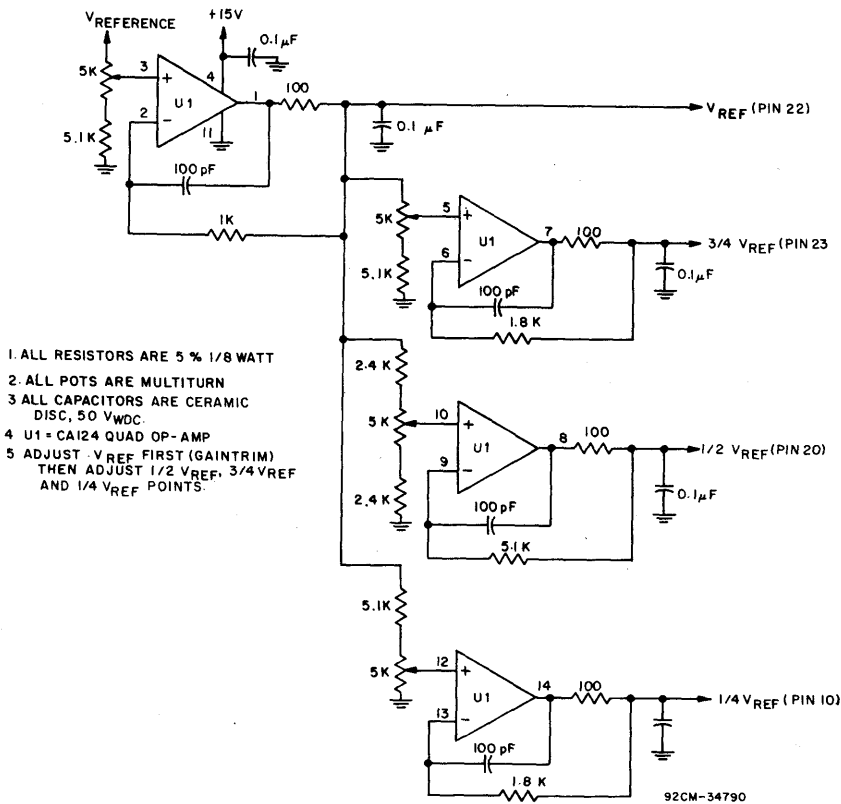 VREFERENCE
+15V
0.1 µF
5K
3
+
4
U1
1
100
2
−
11
5.1K
100 pF
0.1 µF
VREF (PIN 22)
1K
5K
5
+
U1
7
100
3/4 VREF (PIN 23
6
−
5.1K
100 pF
0.1µF
1.8 K
1. ALL RESISTORS ARE 5 % 1/8 WATT
2. ALL POTS ARE MULTITURN
3 ALL CAPACITORS ARE CERAMIC
DISC, 50 VWDC.
4 U1 = CA124 QUAD OP-AMP
5 ADJUST VREF FIRST (GAINTRIM)
THEN ADJUST 1/2 VREF, 3/4 VREF
AND 1/4 VREF POINTS.
2.4 K
5K
10
+
U1
8
100
1/2 VREF (PIN 20)
9
−
2.4 K
100 pF
0.1µF
5.1 K
5.1K
5K
12
+
U1
14
100
1/4 VREF (PIN 10)
13
−
100 pF
1.8 K
92CM-34790